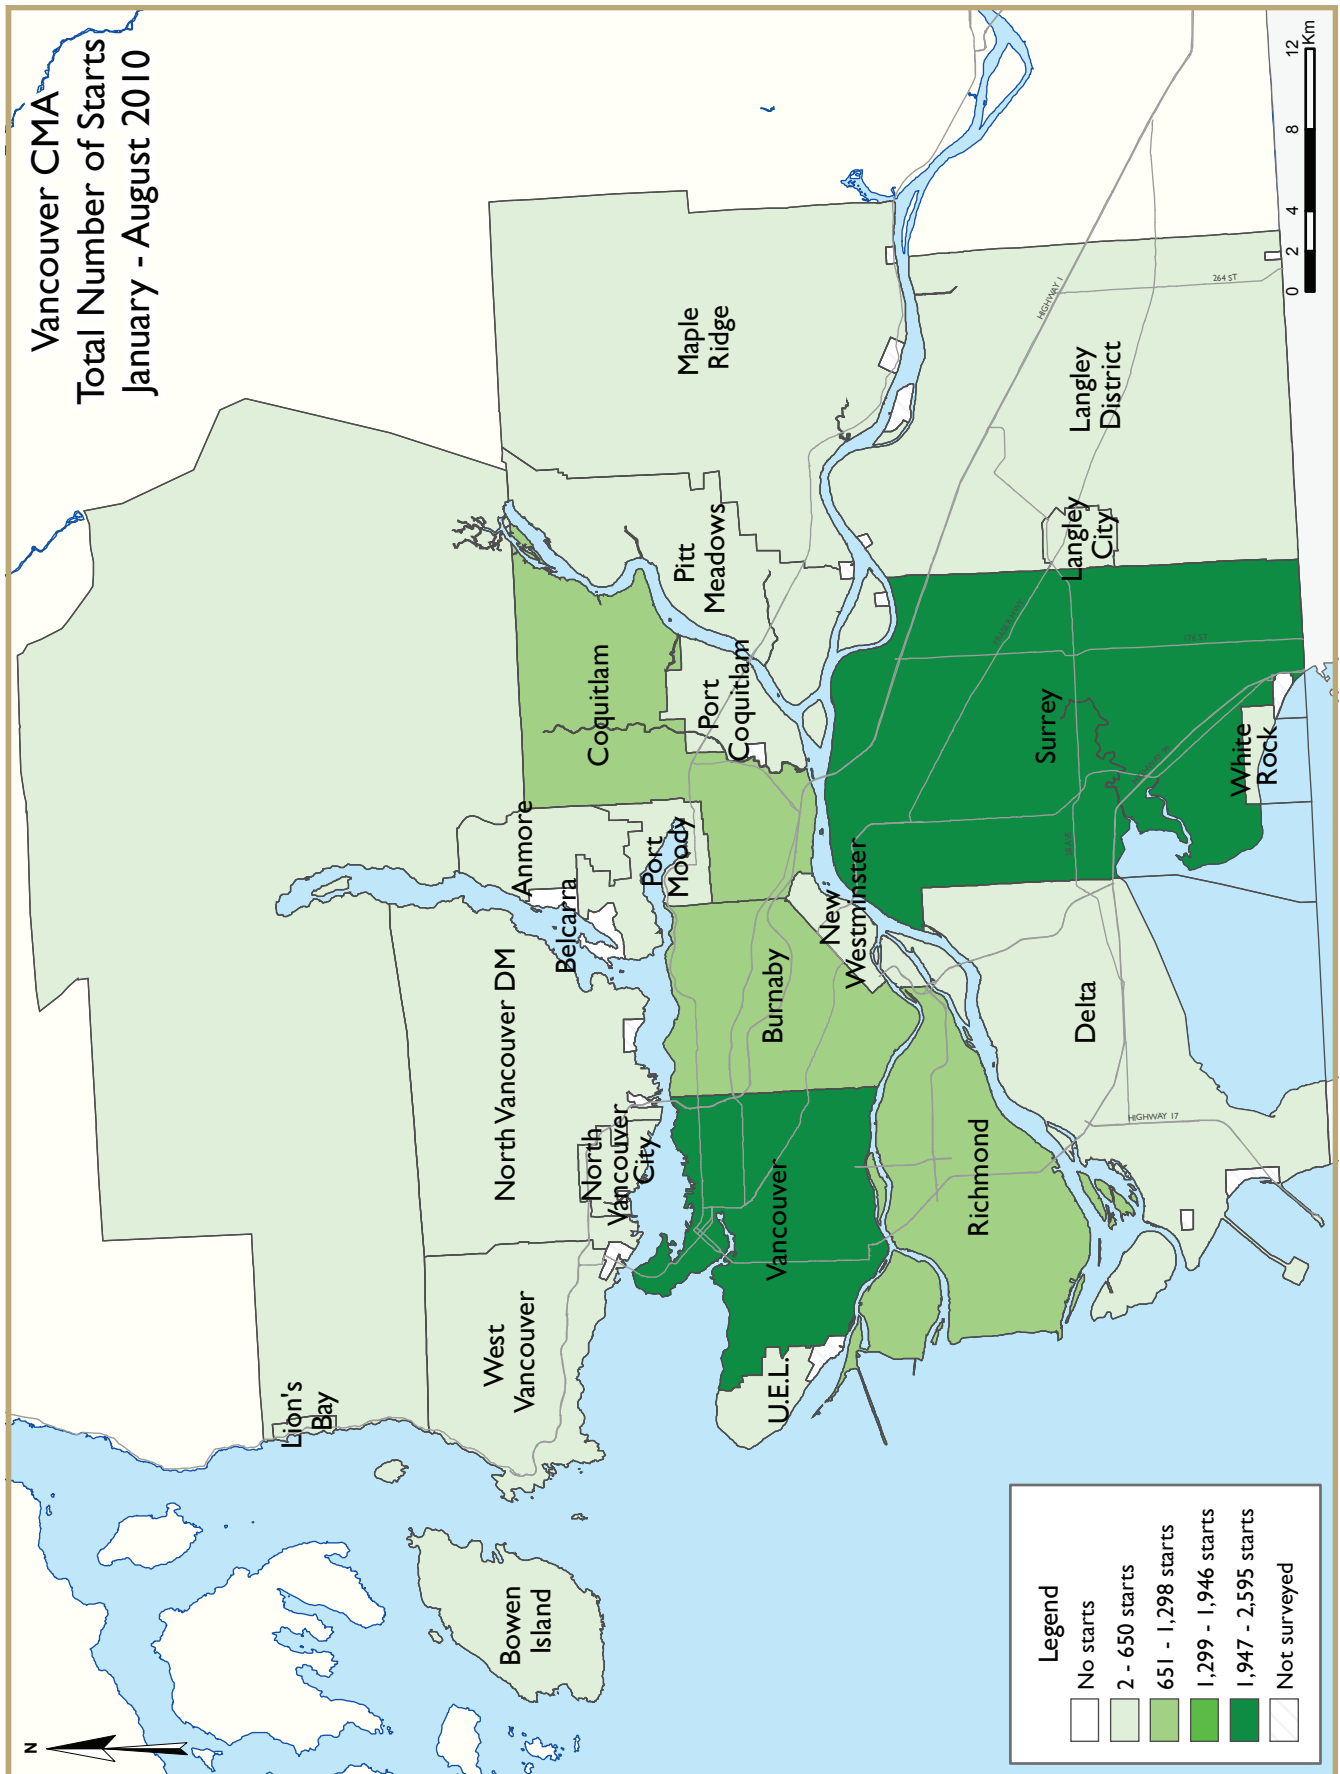 Vancouver CMA
Total Number of Starts
January - August 2010
N
Lion's
Bay
Bowen
Island
West
Vancouver
North Vancouver DM
North
Vancouver
City
Belcarra
Anmore
Port
Moody
Coquitlam
Port
Coquitlam
Pitt
Meadows
Maple
Ridge
U.E.L.
Vancouver
Burnaby
New
Westminster
Richmond
Delta
Surrey
White
Rock
Langley
City
Langley
District
HIGHWAY 1
264 ST
176 ST
HIGHWAY 17
Legend
No starts
2 - 650 starts
651 - 1,298 starts
1,299 - 1,946 starts
1,947 - 2,595 starts
Not surveyed
0 2 4 8 12
Km